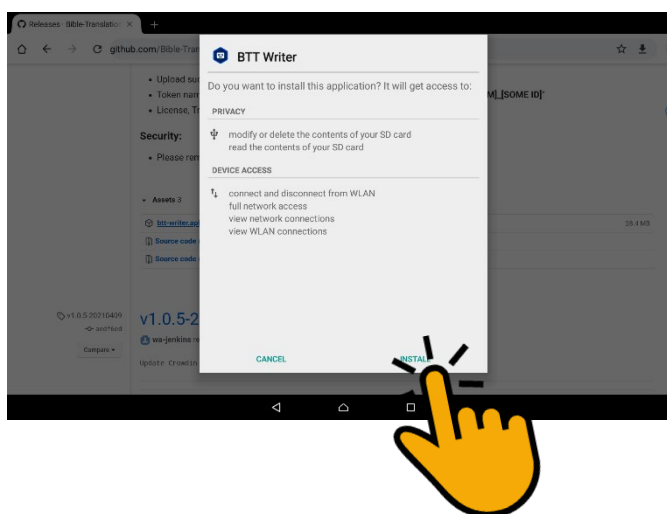 Releases · Bible-Translation
github.com/Bible-Tran
• Upload suc
• Token nam
• License, Tr
M]_[SOME ID]"
Security:
• Please rem
Assets 3
btt-writer.apk
28.4 MB
Source code
Source code
BTT Writer
Do you want to install this application? It will get access to:
PRIVACY
modify or delete the contents of your SD card
read the contents of your SD card
DEVICE ACCESS
connect and disconnect from WLAN
full network access
view network connections
view WLAN connections
CANCEL
INSTALL
v1.0.5-20210409
Compare
v1.0.5-2
wa-jenkins re
Update Crowdin